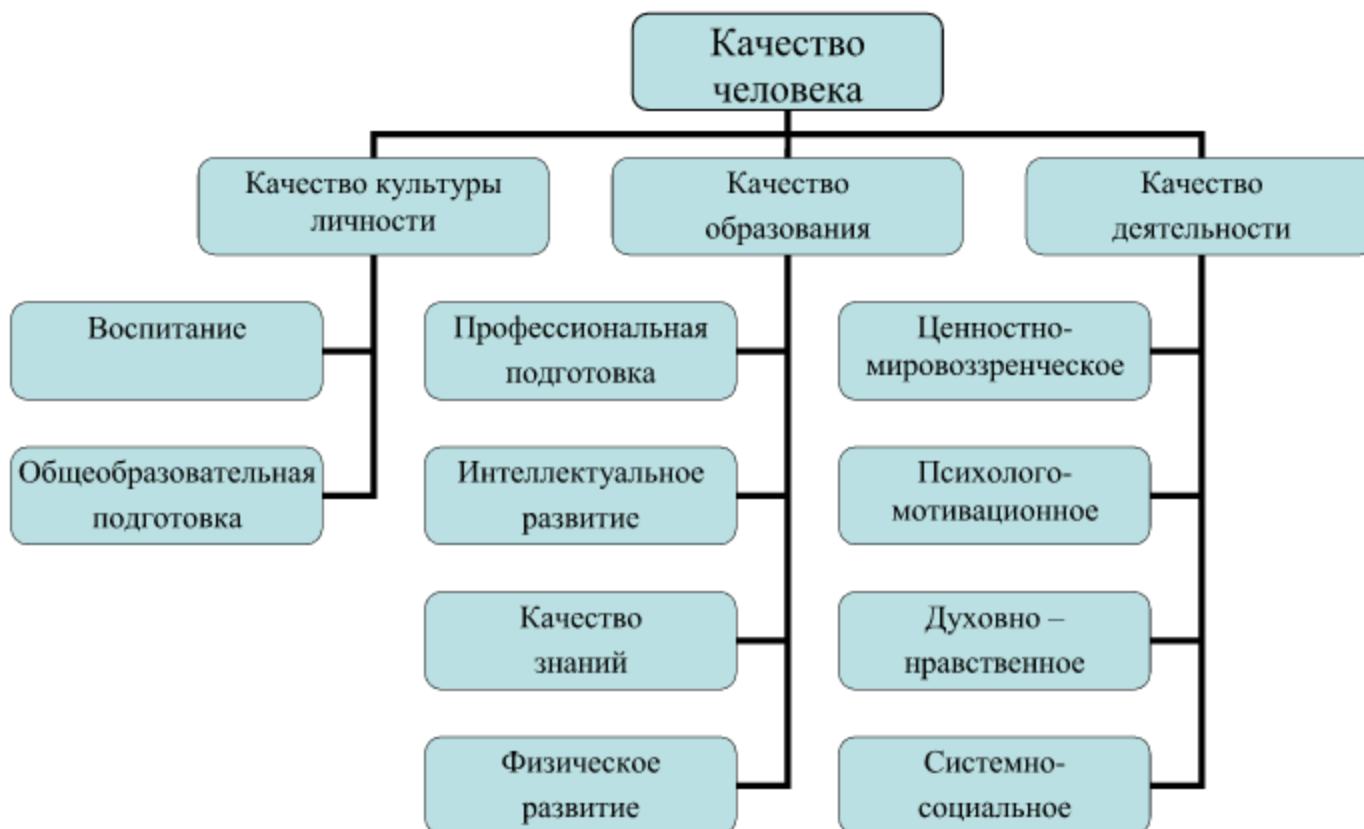 Качество
человека
Качество культуры
личности
Качество
образования
Качество
деятельности
Воспитание
Профессиональная
подготовка
Ценностно-
мировоззренческое
Общеобразовательная
подготовка
Интеллектуальное
развитие
Психолого-
мотивационное
Качество
знаний
Духовно –
нравственное
Физическое
развитие
Системно-
социальное